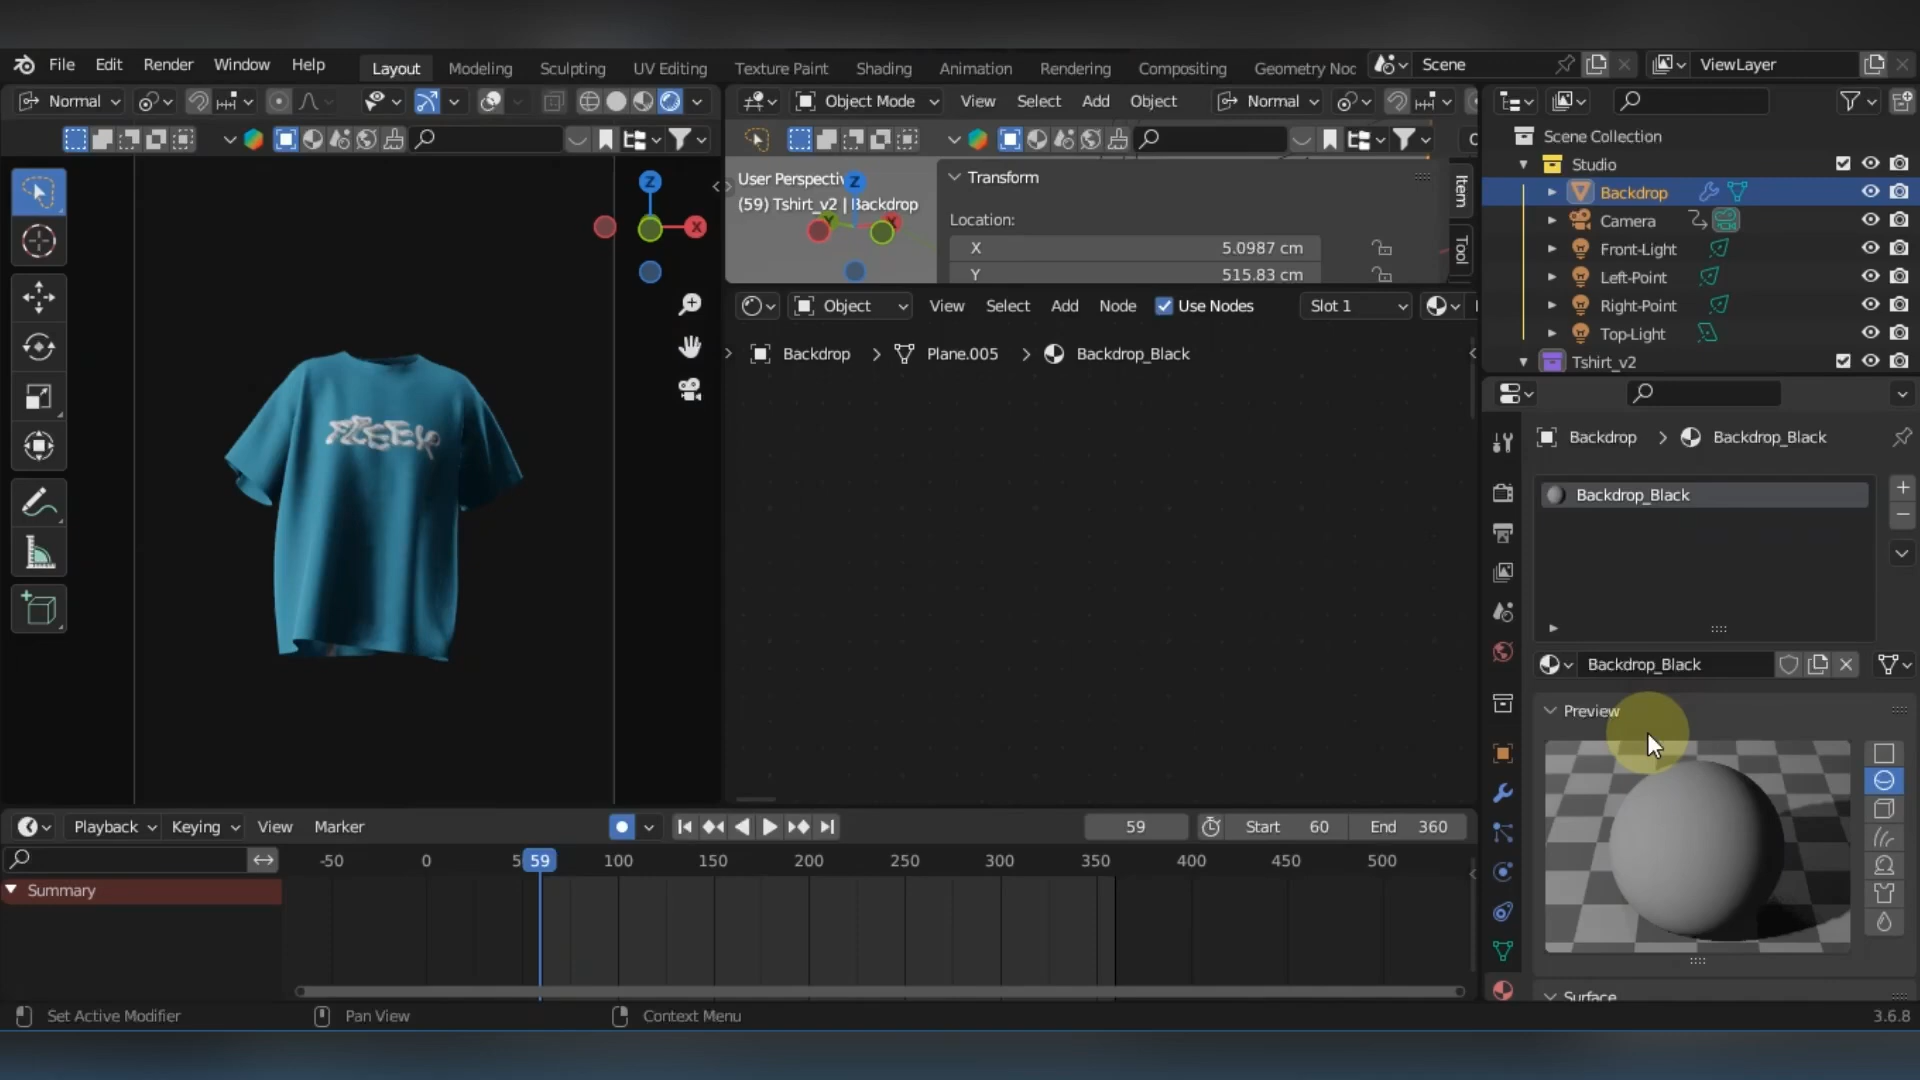 File Edit Render Window Help Layout Modeling Sculpting UV Editing Texture Paint Shading Animation Rendering Compositing Geometry Noc Scene ViewLayer
Normal Object Mode View Select Add Object Normal
Scene Collection
Studio
Backdrop
Camera
Front-Light
Left-Point
Right-Point
Top-Light
Tshirt_v2
Z
X
User Perspectiv
(59) Tshirt_v2 | Backdrop
Z
Y
X
Transform
Location:
X 5.0987 cm
Y 515.83 cm
Item
Tool
Object View Select Add Node Use Nodes Slot 1
Backdrop > Plane.005 > Backdrop_Black
Backdrop > Backdrop_Black
Backdrop_Black
Backdrop_Black
Preview
Surface
Playback Keying View Marker 59 Start 60 End 360
-50 0 5 59 100 150 200 250 300 350 400 450 500
Summary
Set Active Modifier Pan View Context Menu 3.6.8